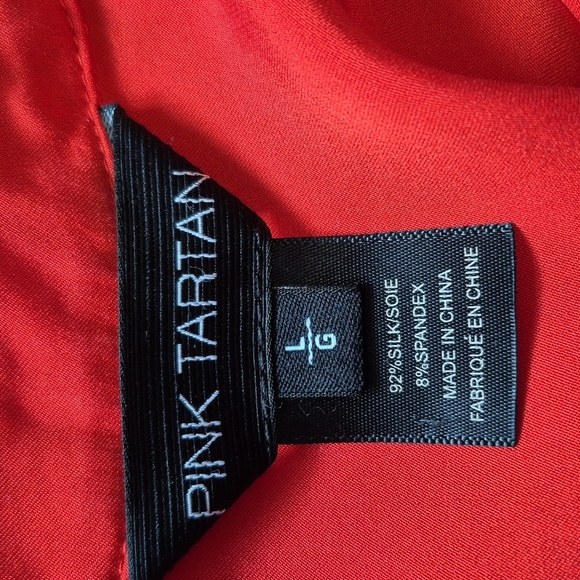 PINK TARTAN
L
G
92%SILK/SOIE
8%SPANDEX
MADE IN CHINA
FABRIQUÉ EN CHINE